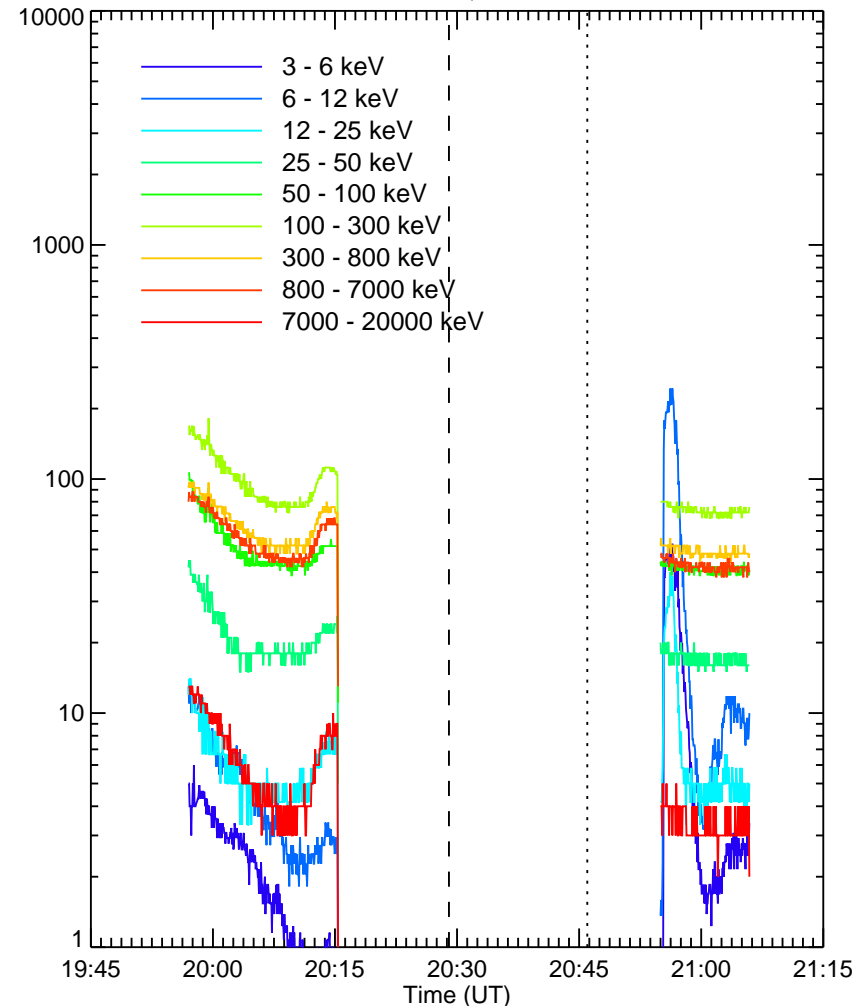 10000
1000
100
10
1
3 - 6 keV
6 - 12 keV
12 - 25 keV
25 - 50 keV
50 - 100 keV
100 - 300 keV
300 - 800 keV
800 - 7000 keV
7000 - 20000 keV
19:45 20:00 20:15 20:30 20:45 21:00 21:15
Time (UT)